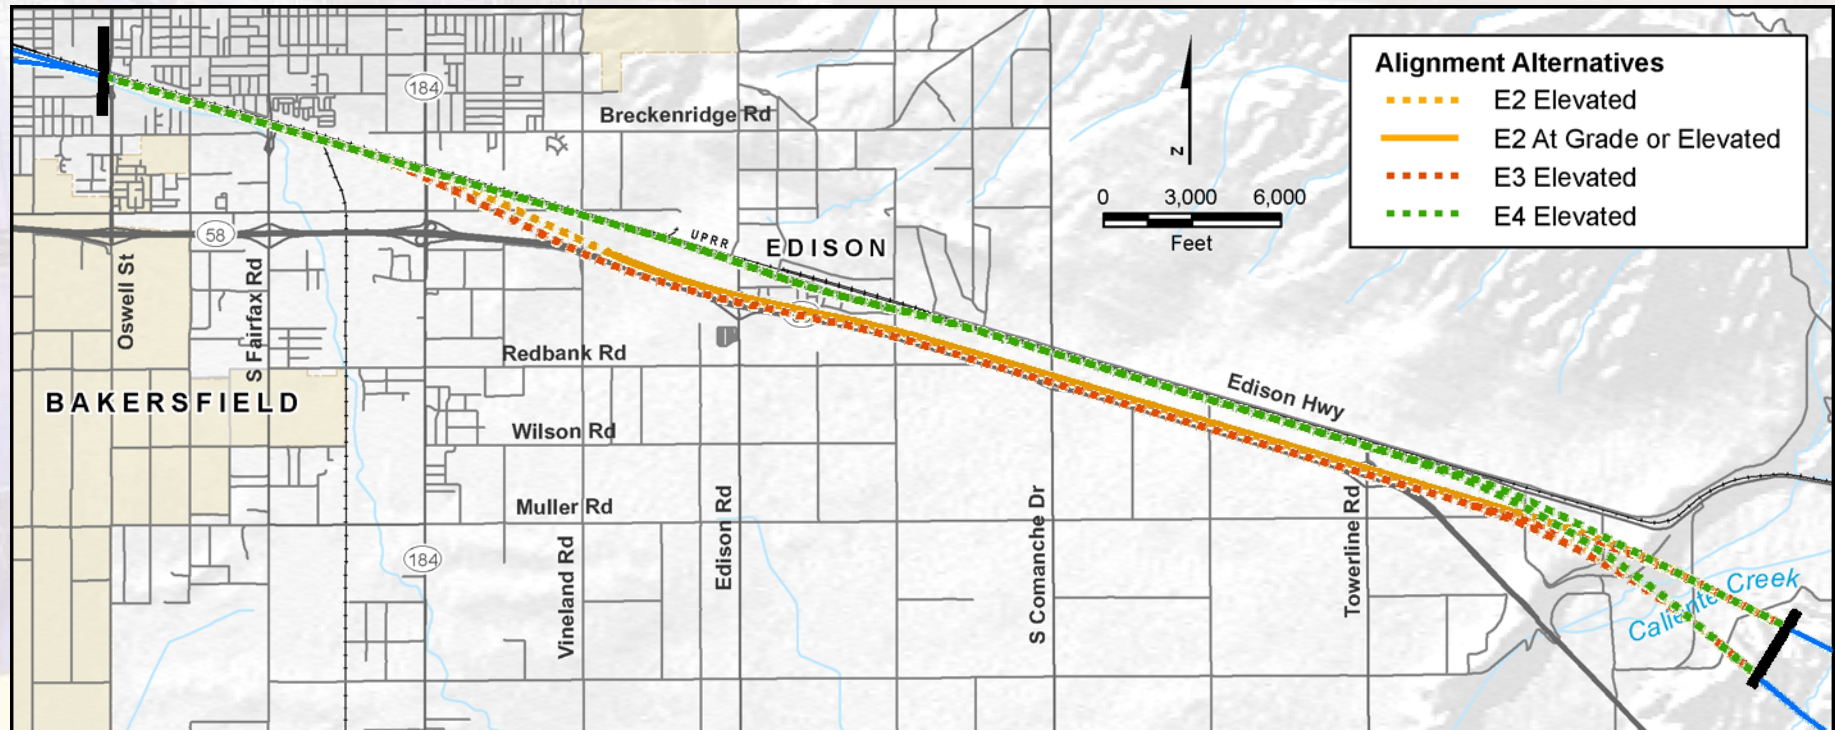 Alignment Alternatives
E2 Elevated
E2 At Grade or Elevated
E3 Elevated
E4 Elevated
184
Breckenridge Rd
N
0 3,000 6,000
Feet
58
UPRR
EDISON
Oswell St
S Fairfax Rd
Redbank Rd
BAKERSFIELD
Edison Hwy
Wilson Rd
Muller Rd
184
Vineland Rd
Edison Rd
S Comanche Dr
Towerline Rd
Caliente Creek